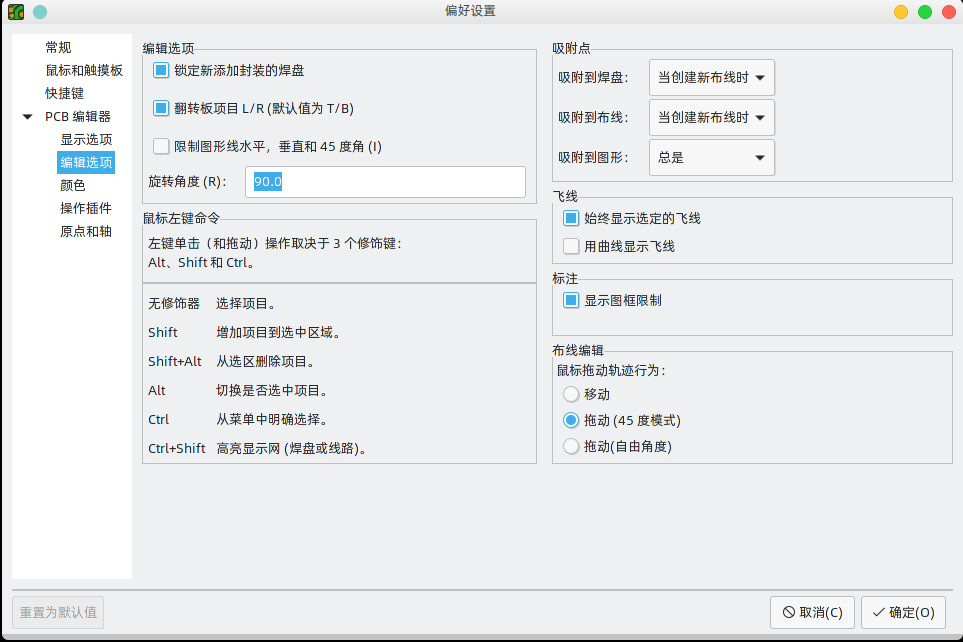 偏好设置
常规
鼠标和触摸板
快捷键
PCB 编辑器
显示选项
编辑选项
颜色
操作插件
原点和轴
编辑选项
锁定新添加封装的焊盘
翻转板项目 L/R (默认值为 T/B)
限制图形线水平，垂直和 45 度角 (I)
旋转角度 (R)：
90.0
鼠标左键命令
左键单击（和拖动）操作取决于 3 个修饰键：
Alt、Shift 和 Ctrl。
无修饰器 选择项目。
Shift 增加项目到选中区域。
Shift+Alt 从选区删除项目。
Alt 切换是否选中项目。
Ctrl 从菜单中明确选择。
Ctrl+Shift 高亮显示网 (焊盘或线路)。
吸附点
吸附到焊盘： 当创建新布线时
吸附到布线： 当创建新布线时
吸附到图形： 总是
飞线
始终显示选定的飞线
用曲线显示飞线
标注
显示图框限制
布线编辑
鼠标拖动轨迹行为：
移动
拖动 (45 度模式)
拖动(自由角度)
重置为默认值
取消(C)
确定(O)